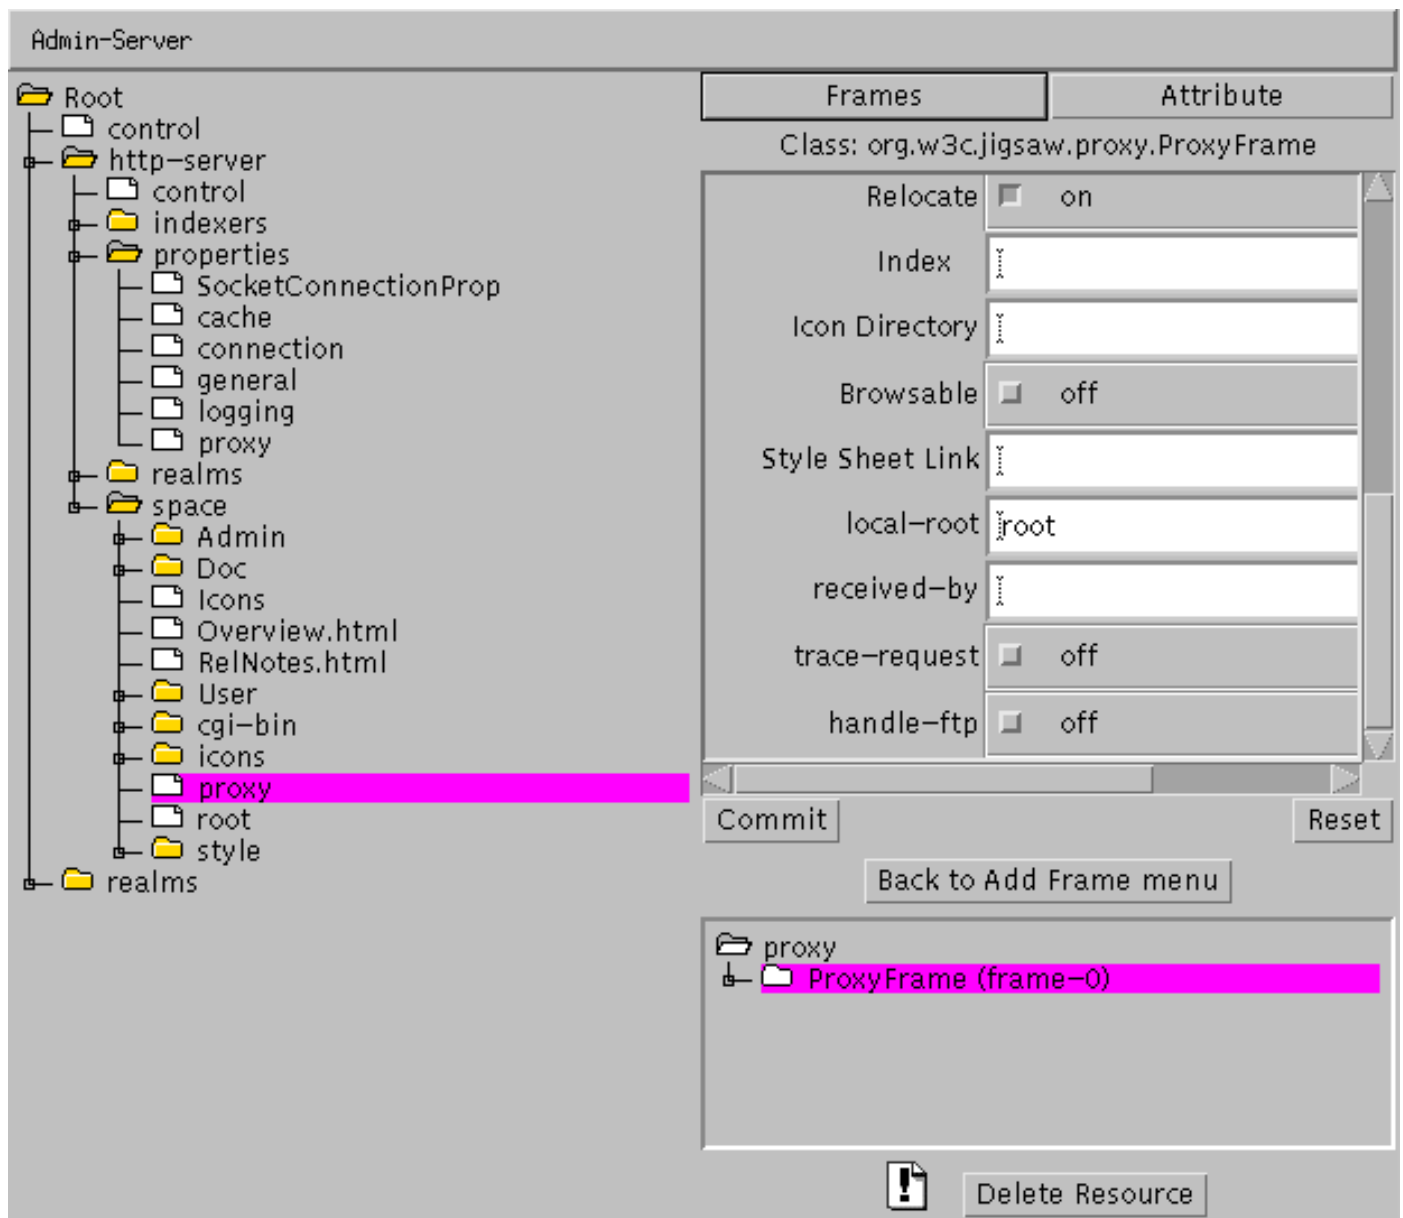 Admin-Server
Root
control
http-server
control
indexers
properties
SocketConnectionProp
cache
connection
general
logging
proxy
realms
space
Admin
Doc
Icons
Overview.html
RelNotes.html
User
cgi-bin
icons
proxy
root
style
realms
Frames Attribute
Class: org.w3c.jigsaw.proxy.ProxyFrame
Relocate on
Index
Icon Directory
Browsable off
Style Sheet Link
local-root root
received-by
trace-request off
handle-ftp off
Commit Reset
Back to Add Frame menu
proxy
ProxyFrame (frame-0)
Delete Resource